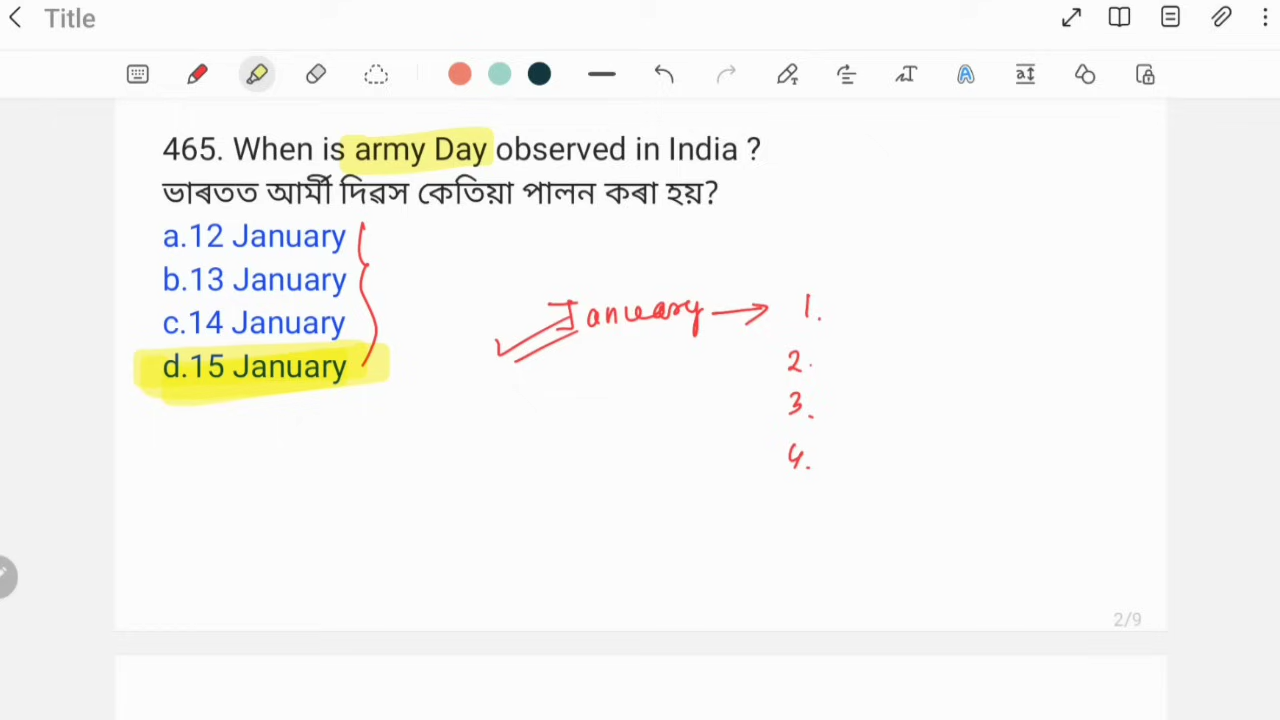 Title
465. When is army Day observed in India ?
ভাৰতত আৰ্মী দিৱস কেতিয়া পালন কৰা হয়?
a.12 January
b.13 January
c.14 January
d.15 January
January → 1.
2.
3.
4.
2/9